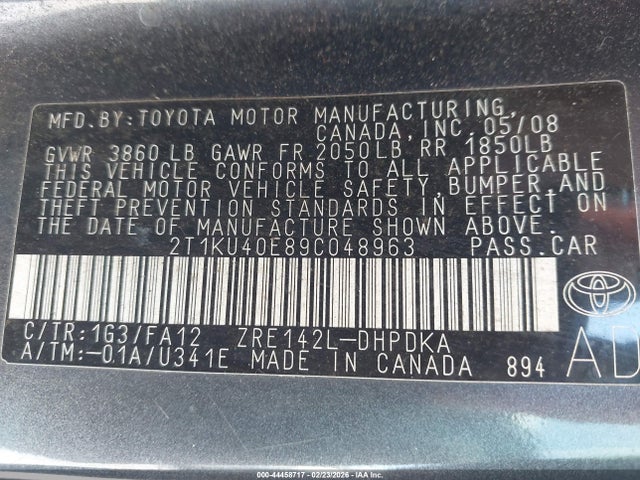 MFD. BY: TOYOTA MOTOR MANUFACTURING,
CANADA, INC. 05/08
GVWR 3860 LB GAWR FR 2050LB, RR 1850LB
THIS VEHICLE CONFORMS TO ALL APPLICABLE
FEDERAL MOTOR VEHICLE SAFETY, BUMPER, AND
THEFT PREVENTION STANDARDS IN EFFECT ON
THE DATE OF MANUFACTURE SHOWN ABOVE.
2T1KU40E89C048963 PASS. CAR
C/TR: 1G3/FA12 ZRE142L-DHPDKA
A/TM: -01A/U341E MADE IN CANADA 894
AD
000-44458717 - 02/23/2026 - IAA Inc.